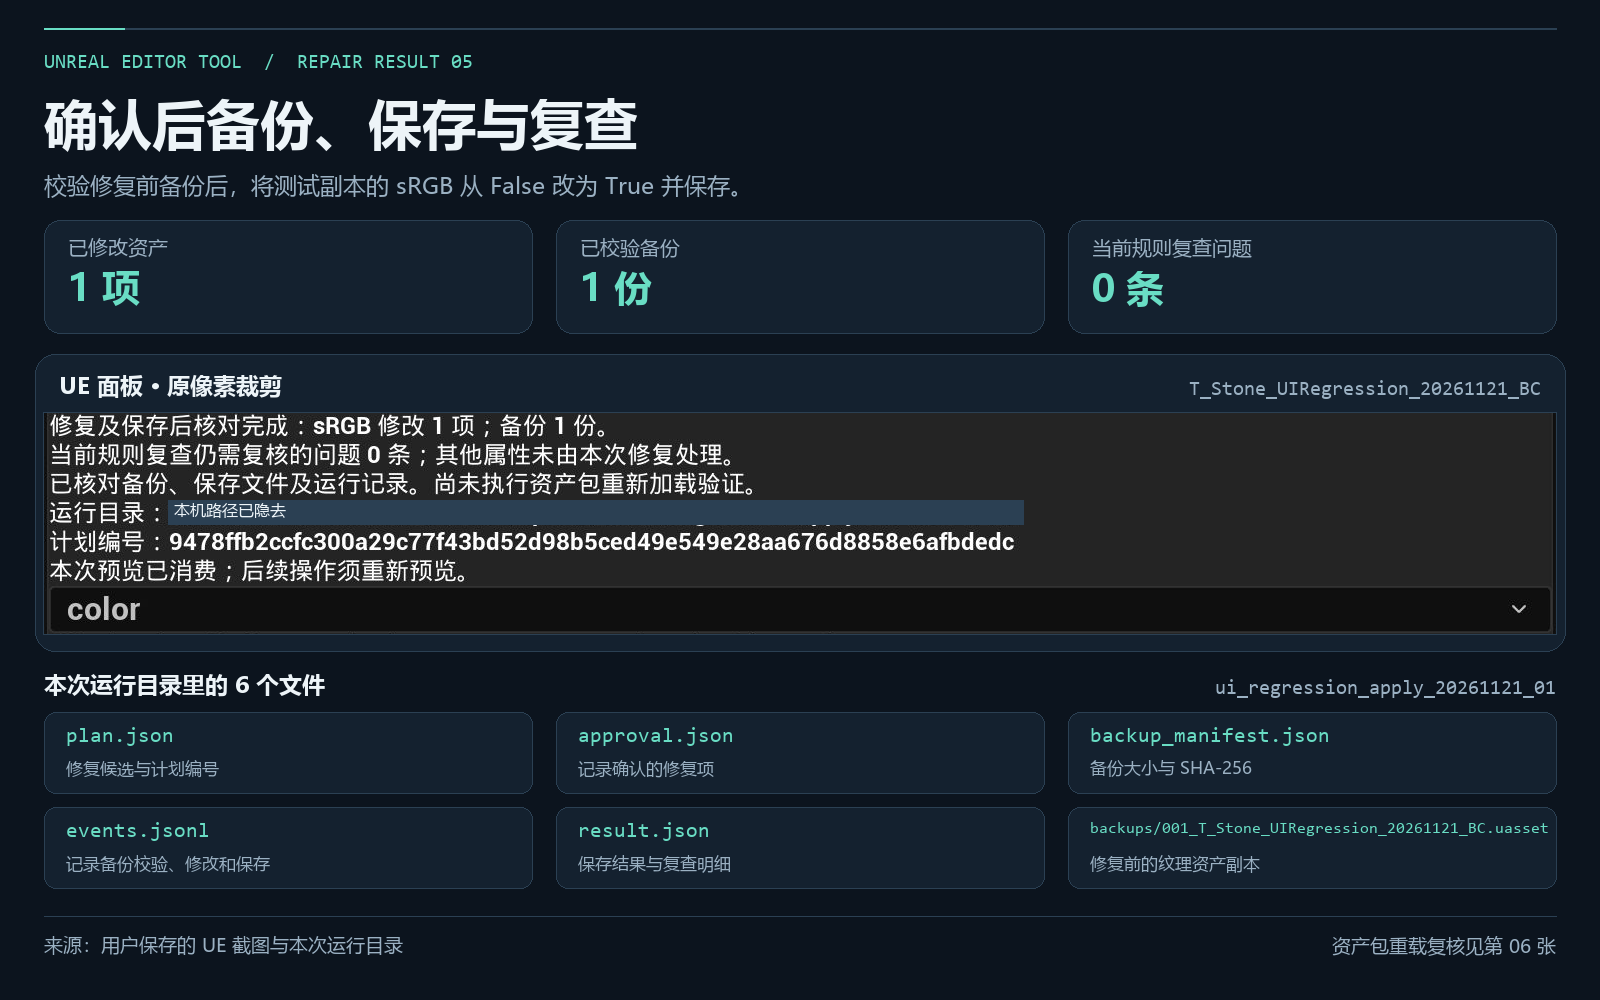 UNREAL EDITOR TOOL / REPAIR RESULT 05
确认后备份、保存与复查
校验修复前备份后，将测试副本的 sRGB 从 False 改为 True 并保存。
已修改资产
1 项
已校验备份
1 份
当前规则复查问题
0 条
UE 面板 • 原像素裁剪
T_Stone_UIRegression_20261121_BC
修复及保存后核对完成：sRGB 修改 1 项；备份 1 份。
当前规则复查仍需复核的问题 0 条；其他属性未由本次修复处理。
已核对备份、保存文件及运行记录。尚未执行资产包重新加载验证。
运行目录：本机路径已隐去
计划编号：9478ffb2ccfc300a29c77f43bd52d98b5ced49e549e28aa676d8858e6afbdedc
本次预览已消费；后续操作须重新预览。
color
本次运行目录里的 6 个文件
ui_regression_apply_20261121_01
plan.json
修复候选与计划编号
approval.json
记录确认的修复项
backup_manifest.json
备份大小与 SHA-256
events.jsonl
记录备份校验、修改和保存
result.json
保存结果与复查明细
backups/001_T_Stone_UIRegression_20261121_BC.uasset
修复前的纹理资产副本
来源：用户保存的 UE 截图与本次运行目录
资产包重载复核见第 06 张